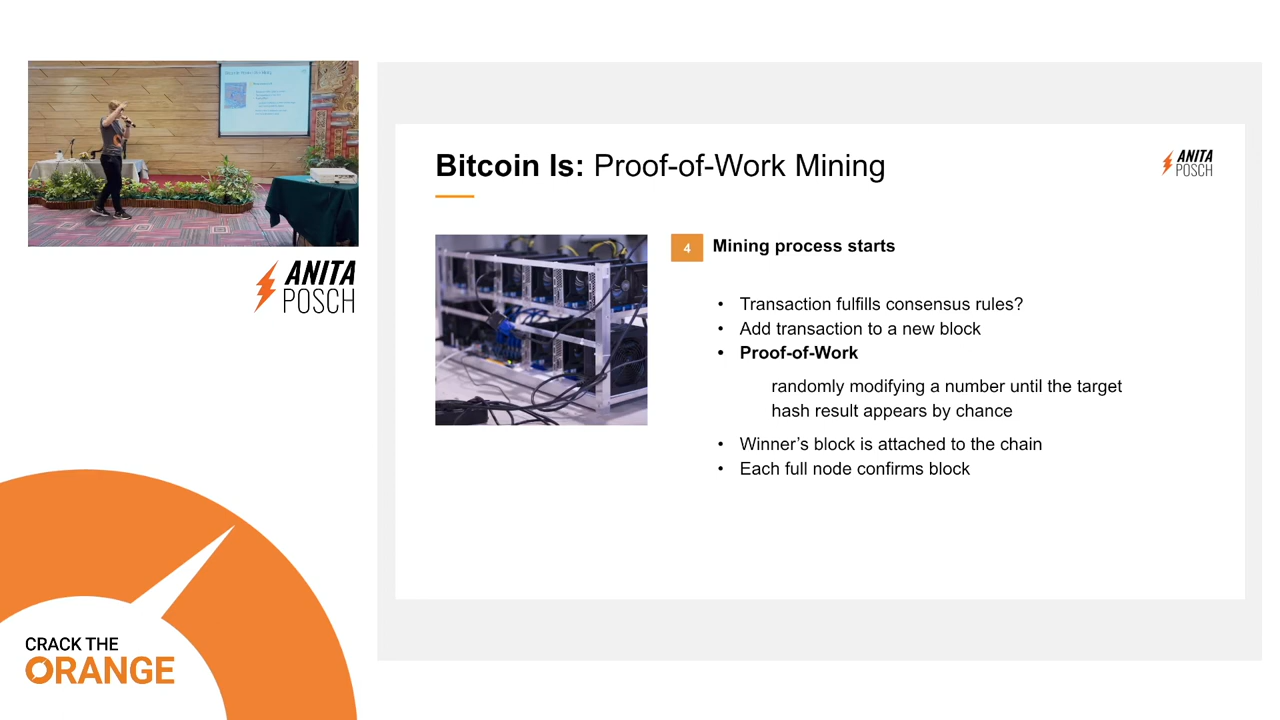 ANITA
POSCH
CRACK THE
ORANGE
Bitcoin Is: Proof-of-Work Mining
ANITA
POSCH
4 Mining process starts
• Transaction fulfills consensus rules?
• Add transaction to a new block
• Proof-of-Work
randomly modifying a number until the target
hash result appears by chance
• Winner's block is attached to the chain
• Each full node confirms block